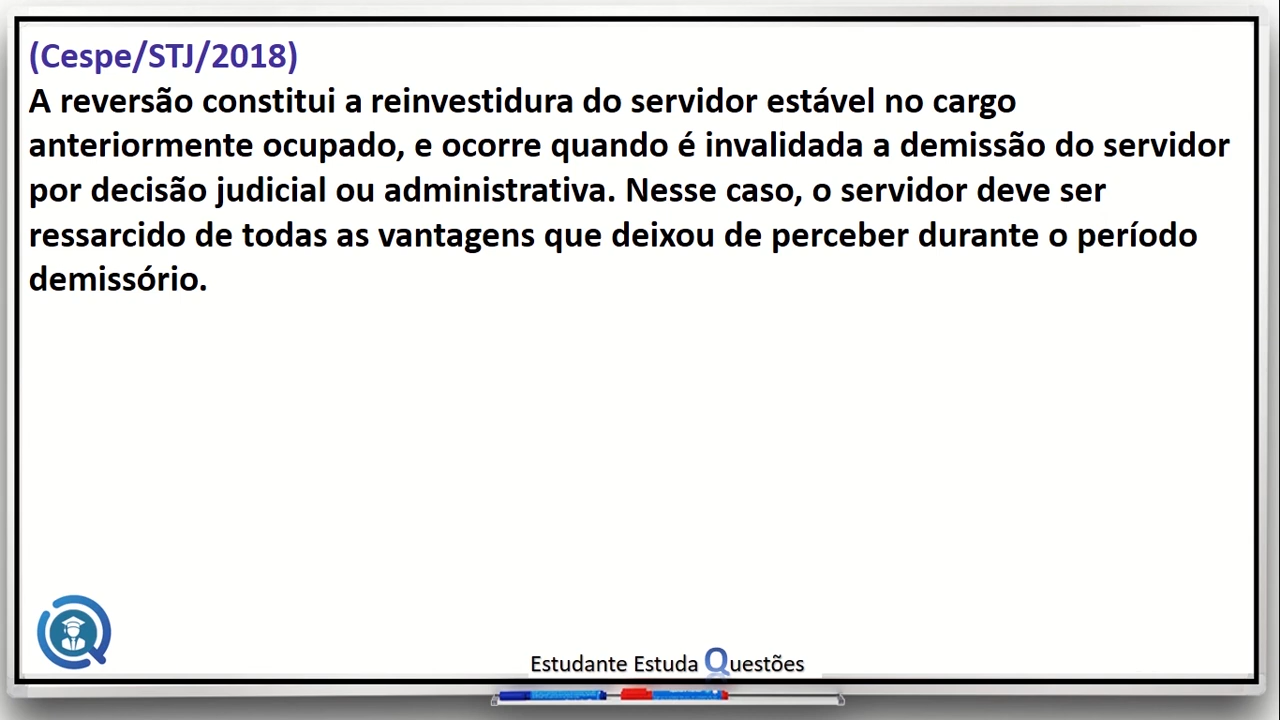 (Cespe/STJ/2018)
A reversão constitui a reinvestidura do servidor estável no cargo
anteriormente ocupado, e ocorre quando é invalidada a demissão do servidor
por decisão judicial ou administrativa. Nesse caso, o servidor deve ser
ressarcido de todas as vantagens que deixou de perceber durante o período
demissório.
Estudante Estuda Questões